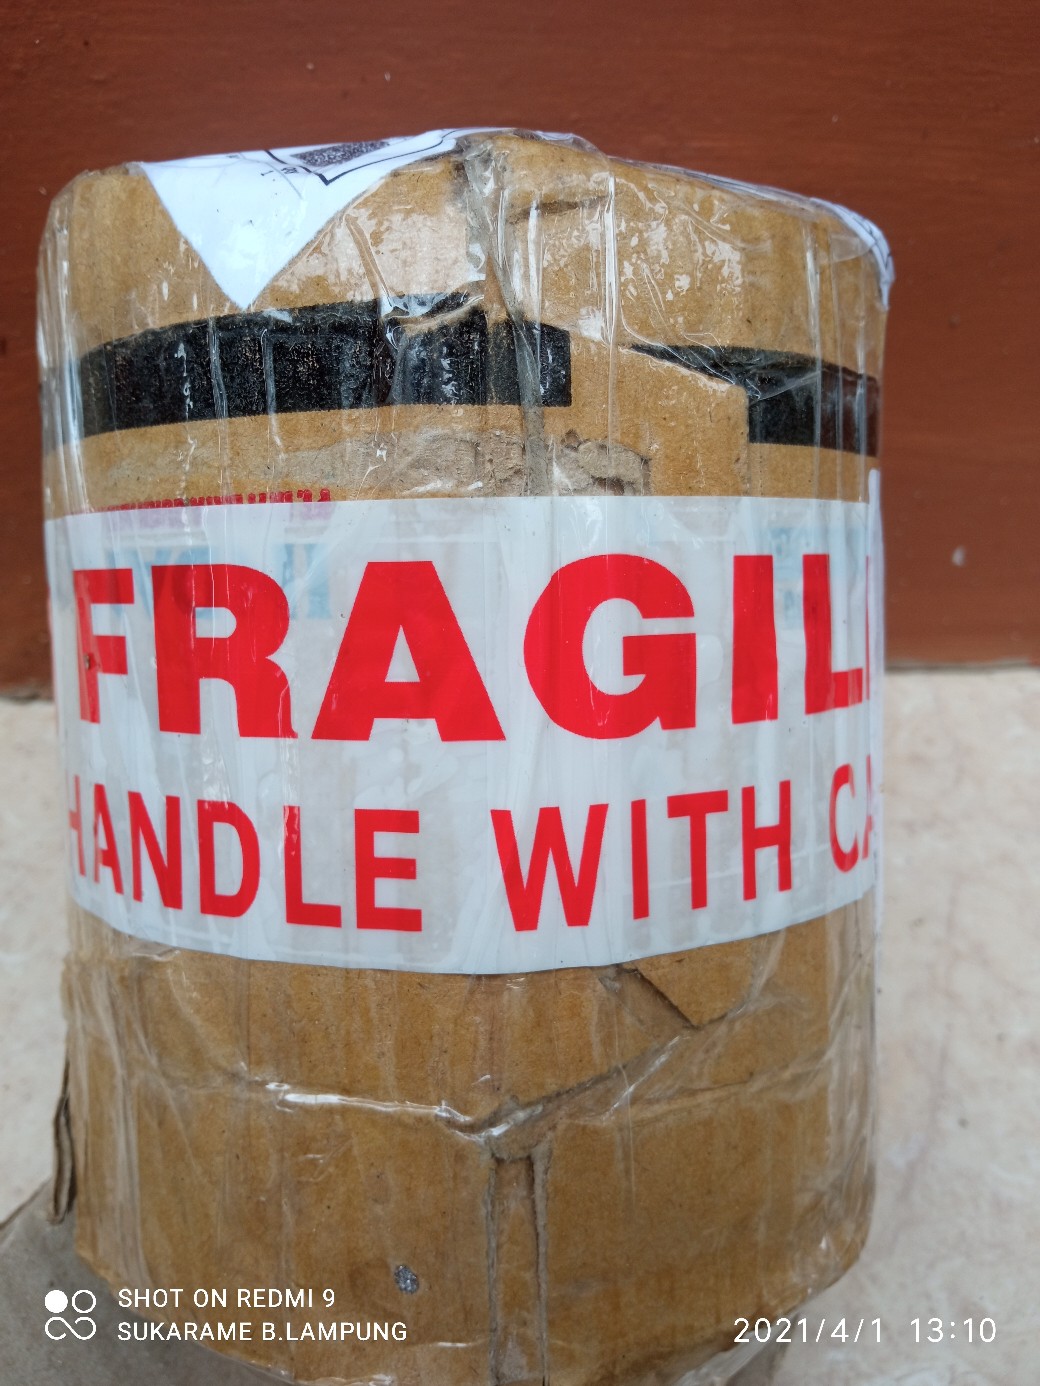 FRAGIL
HANDLE WITH CA
SHOT ON REDMI 9
SUKARAME B.LAMPUNG
2021/4/1 13:10